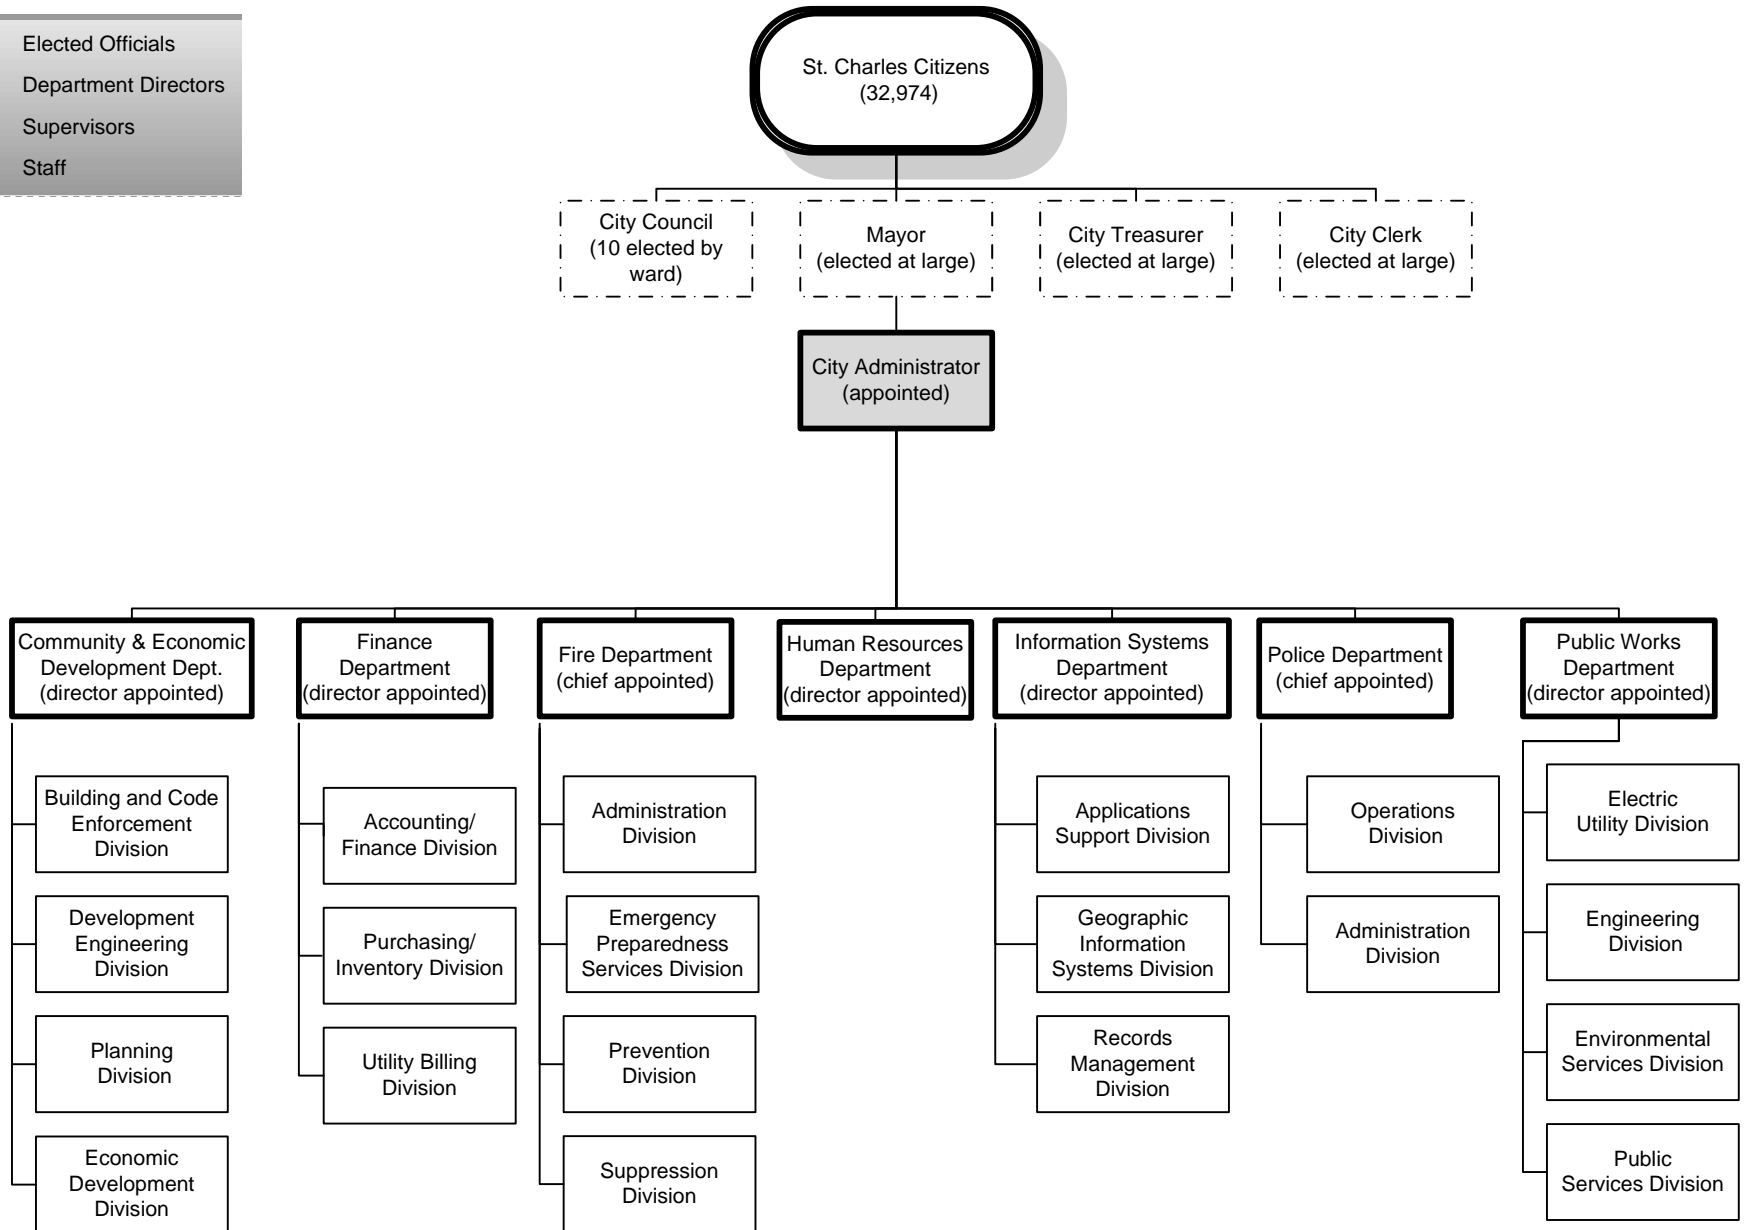 Elected Officials
Department Directors
Supervisors
Staff
St. Charles Citizens
(32,974)
City Council
(10 elected by
ward)
Mayor
(elected at large)
City Treasurer
(elected at large)
City Clerk
(elected at large)
City Administrator
(appointed)
Community & Economic
Development Dept.
(director appointed)
Finance
Department
(director appointed)
Fire Department
(chief appointed)
Human Resources
Department
(director appointed)
Information Systems
Department
(director appointed)
Police Department
(chief appointed)
Public Works
Department
(director appointed)
Building and Code
Enforcement
Division
Development
Engineering
Division
Planning
Division
Economic
Development
Division
Accounting/
Finance Division
Purchasing/
Inventory Division
Utility Billing
Division
Administration
Division
Emergency
Preparedness
Services Division
Prevention
Division
Suppression
Division
Applications
Support Division
Geographic
Information
Systems Division
Records
Management
Division
Operations
Division
Administration
Division
Electric
Utility Division
Engineering
Division
Environmental
Services Division
Public
Services Division